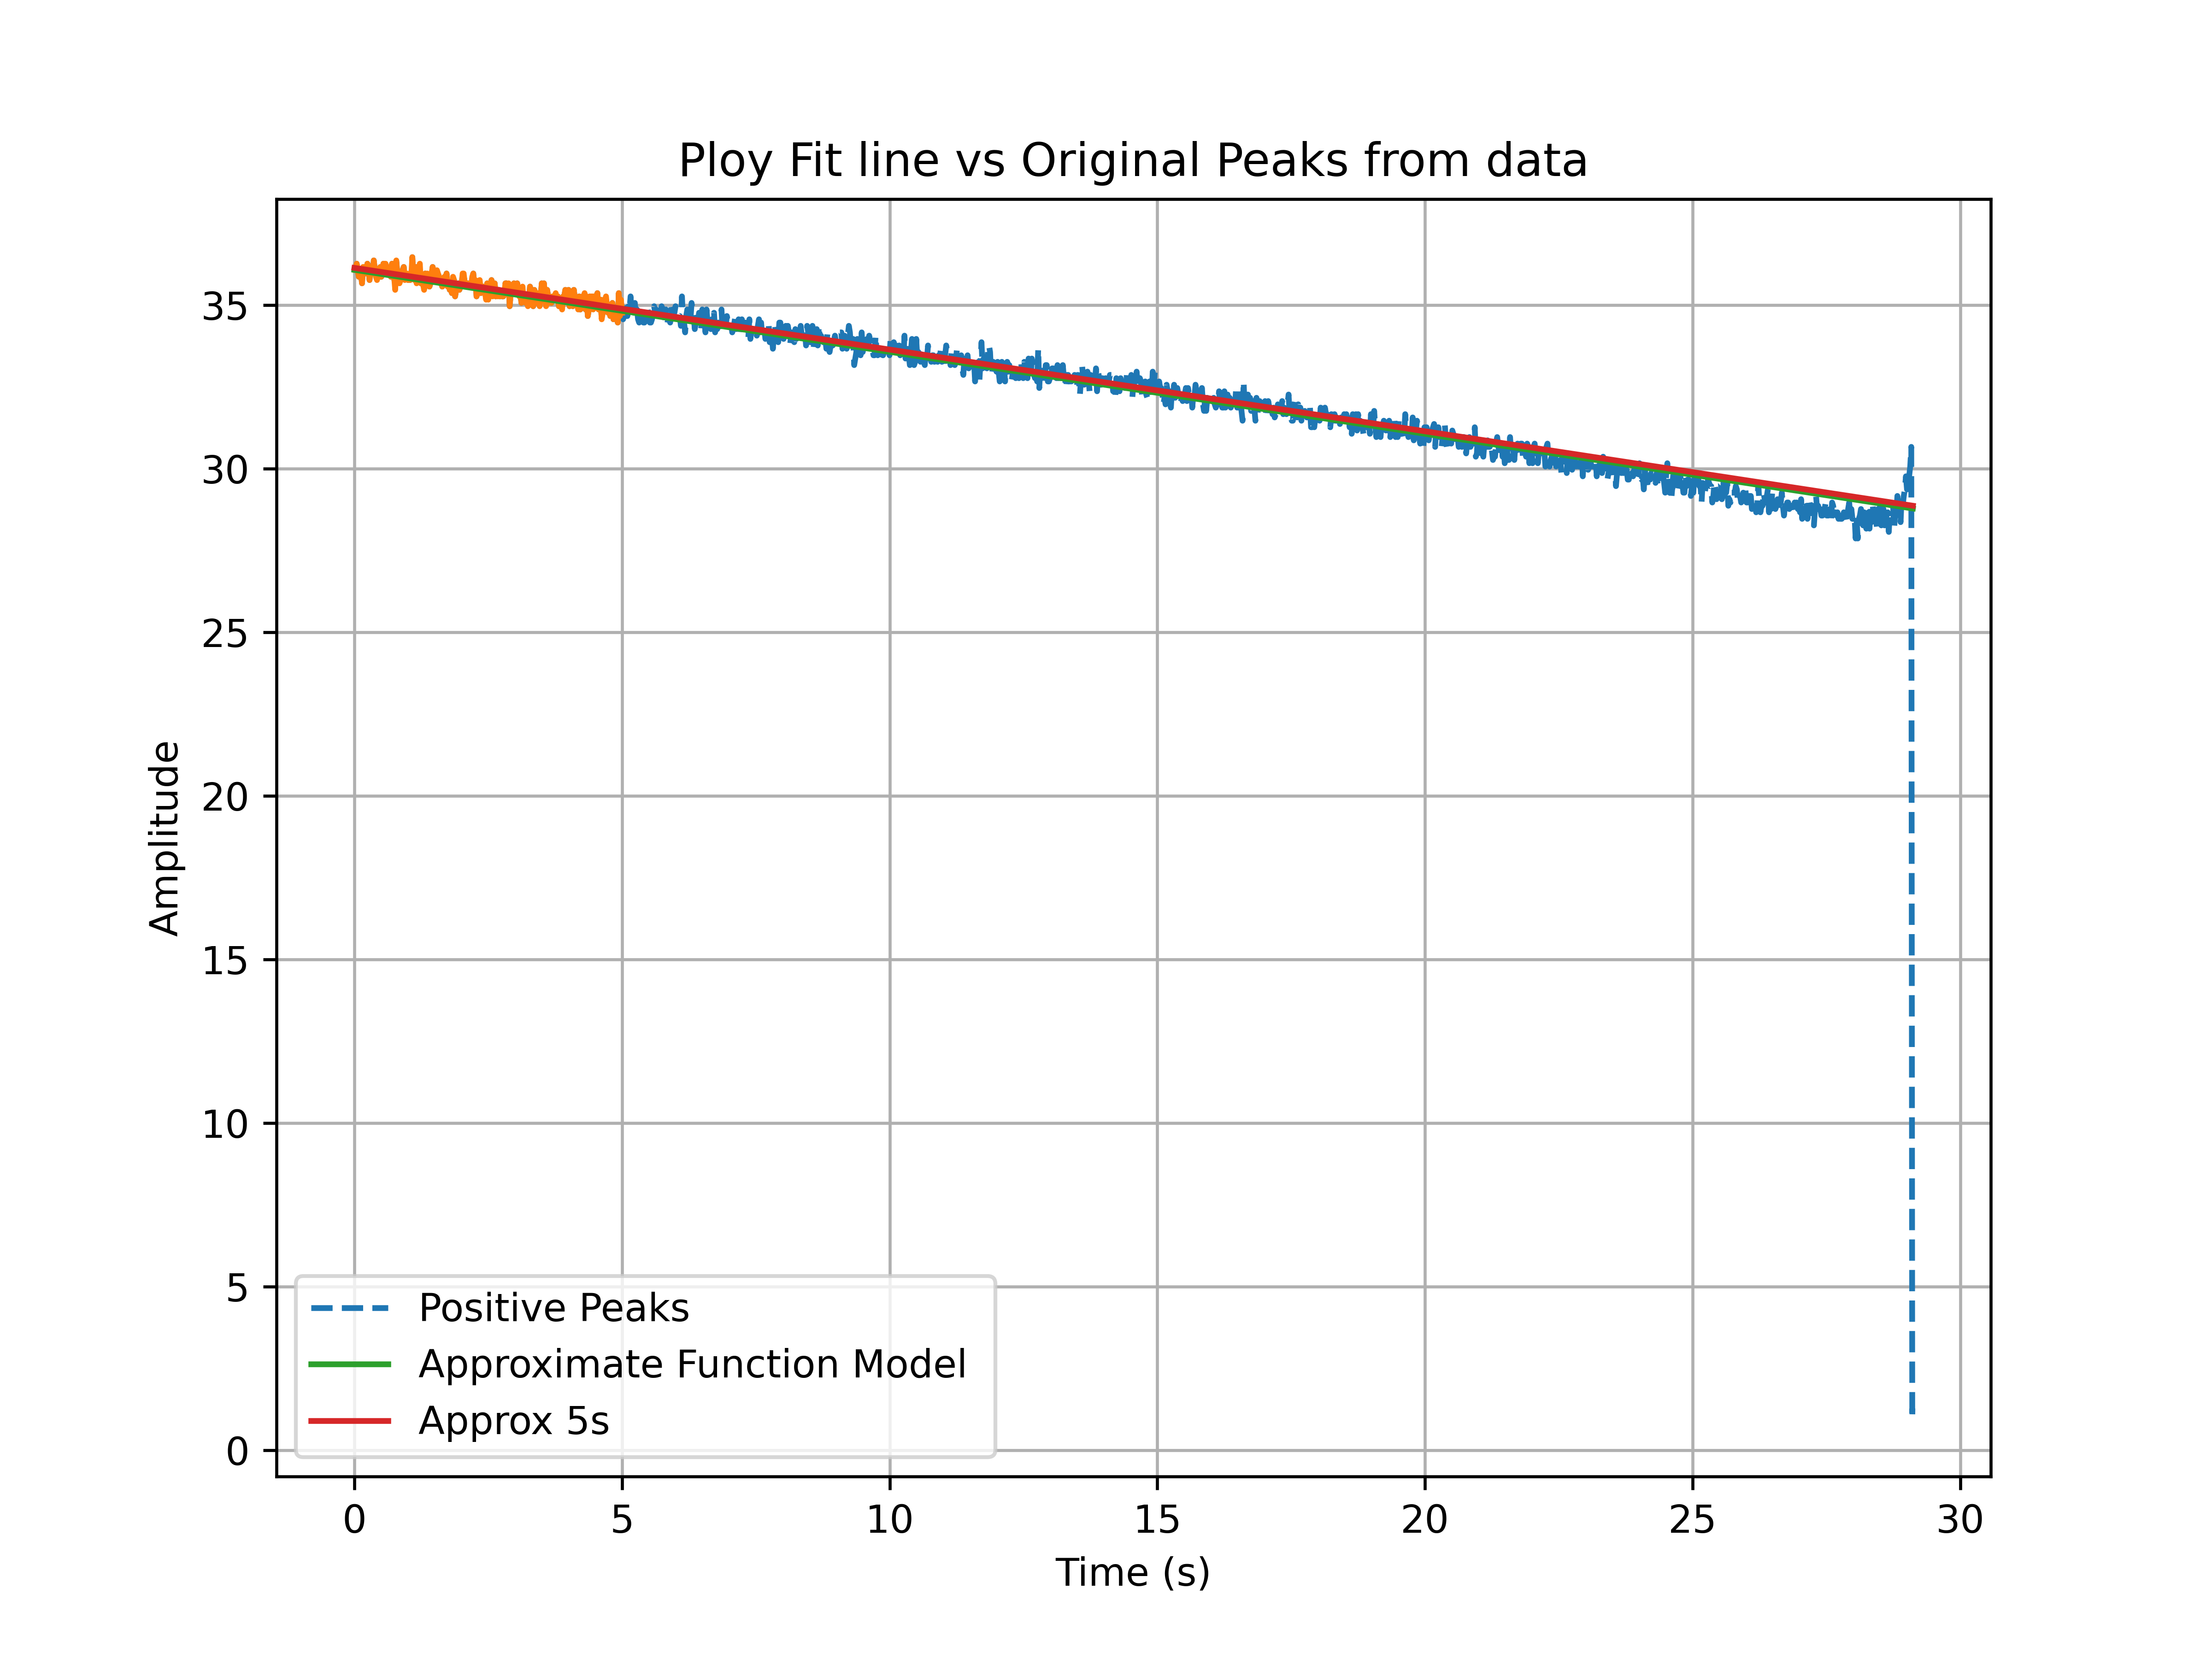 Ploy Fit line vs Original Peaks from data
35
30
25
20
15
10
5
0
Amplitude
Positive Peaks
Approximate Function Model
Approx 5s
0 5 10 15 20 25 30
Time (s)